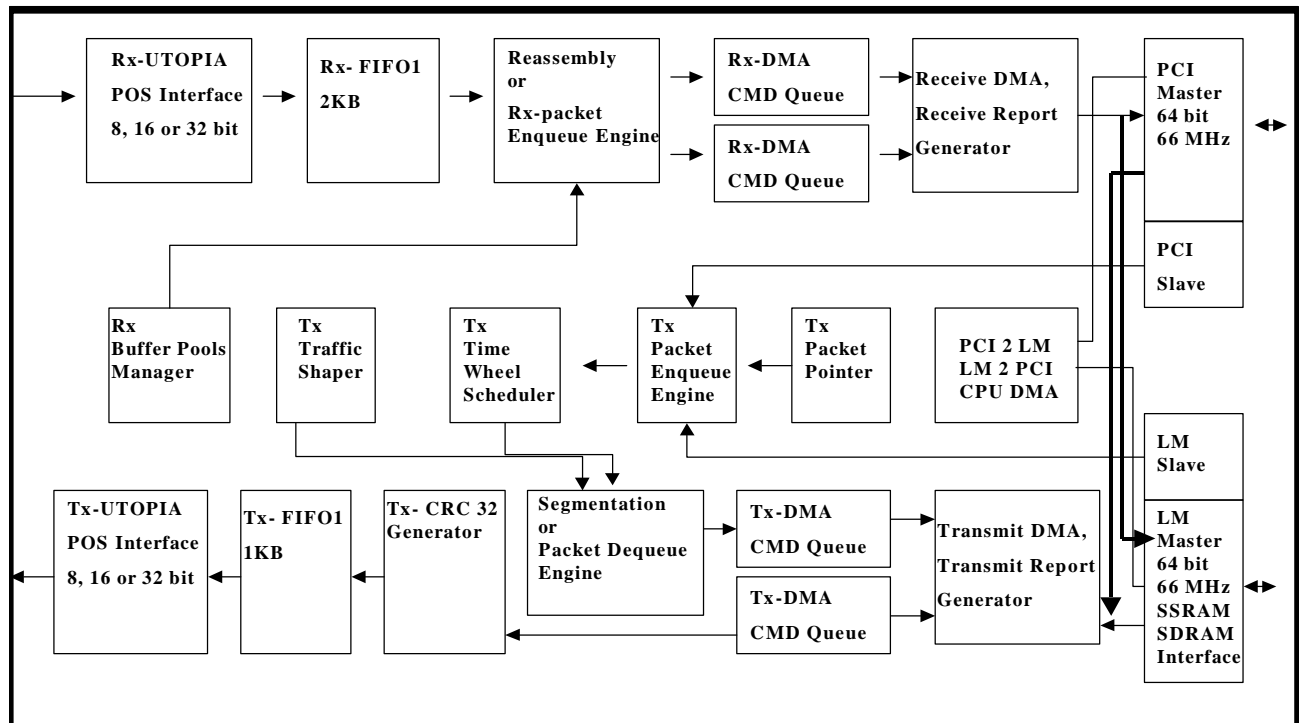 Rx-UTOPIA
POS Interface
8, 16 or 32 bit
Rx- FIFO1
2KB
Reassembly
or
Rx-packet
Enqueue Engine
Rx-DMA
CMD Queue
Rx-DMA
CMD Queue
Receive DMA,
Receive Report
Generator
PCI
Master
64 bit
66 MHz
PCI
Slave
Rx
Buffer Pools
Manager
Tx
Traffic
Shaper
Tx
Time
Wheel
Scheduler
Tx
Packet
Enqueue
Engine
Tx
Packet
Pointer
PCI 2 LM
LM 2 PCI
CPU DMA
LM
Slave
Tx-UTOPIA
POS Interface
8, 16 or 32 bit
Tx- FIFO1
1KB
Tx- CRC 32
Generator
Segmentation
or
Packet Dequeue
Engine
Tx-DMA
CMD Queue
Tx-DMA
CMD Queue
Transmit DMA,
Transmit Report
Generator
LM
Master
64 bit
66 MHz
SSRAM
SDRAM
Interface